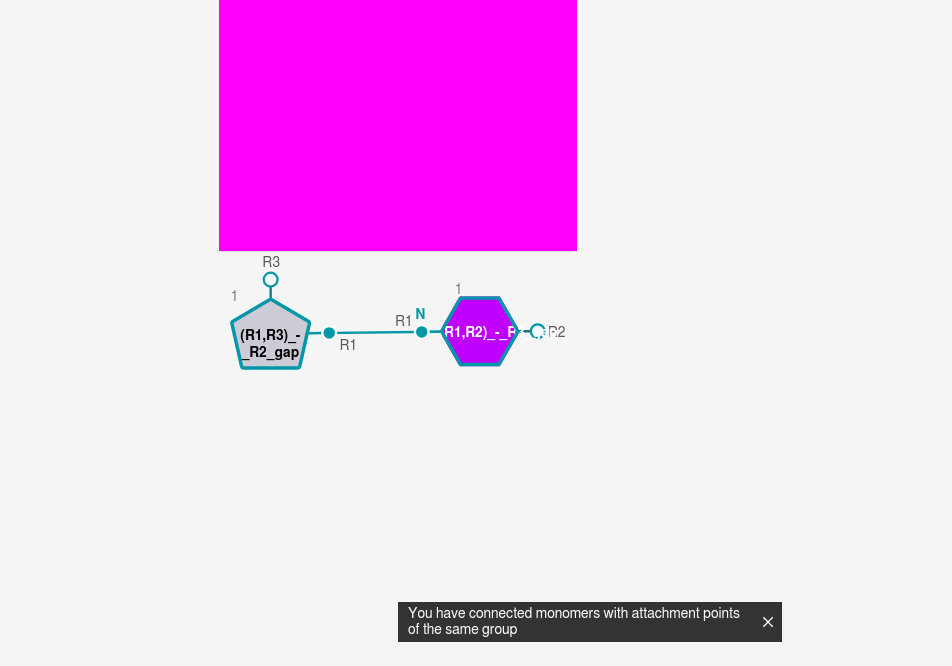 R3
1
(R1,R3)_-
_R2_gap
R1
R1
N
1
R1,R2)_-_R
R2
You have connected monomers with attachment points
of the same group